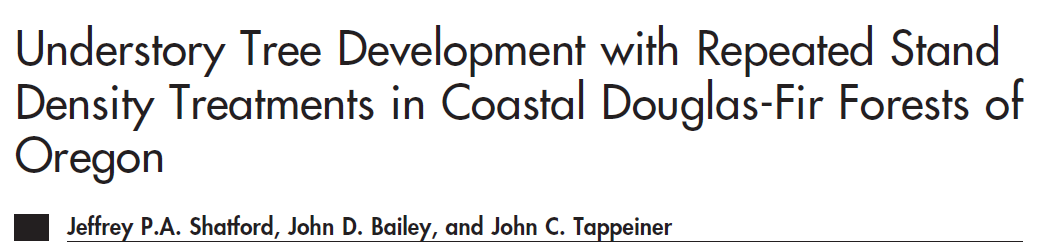 Understory Tree Development with Repeated Stand
Density Treatments in Coastal Douglas-Fir Forests of
Oregon
Jeffrey P.A. Shatford, John D. Bailey, and John C. Tappeiner